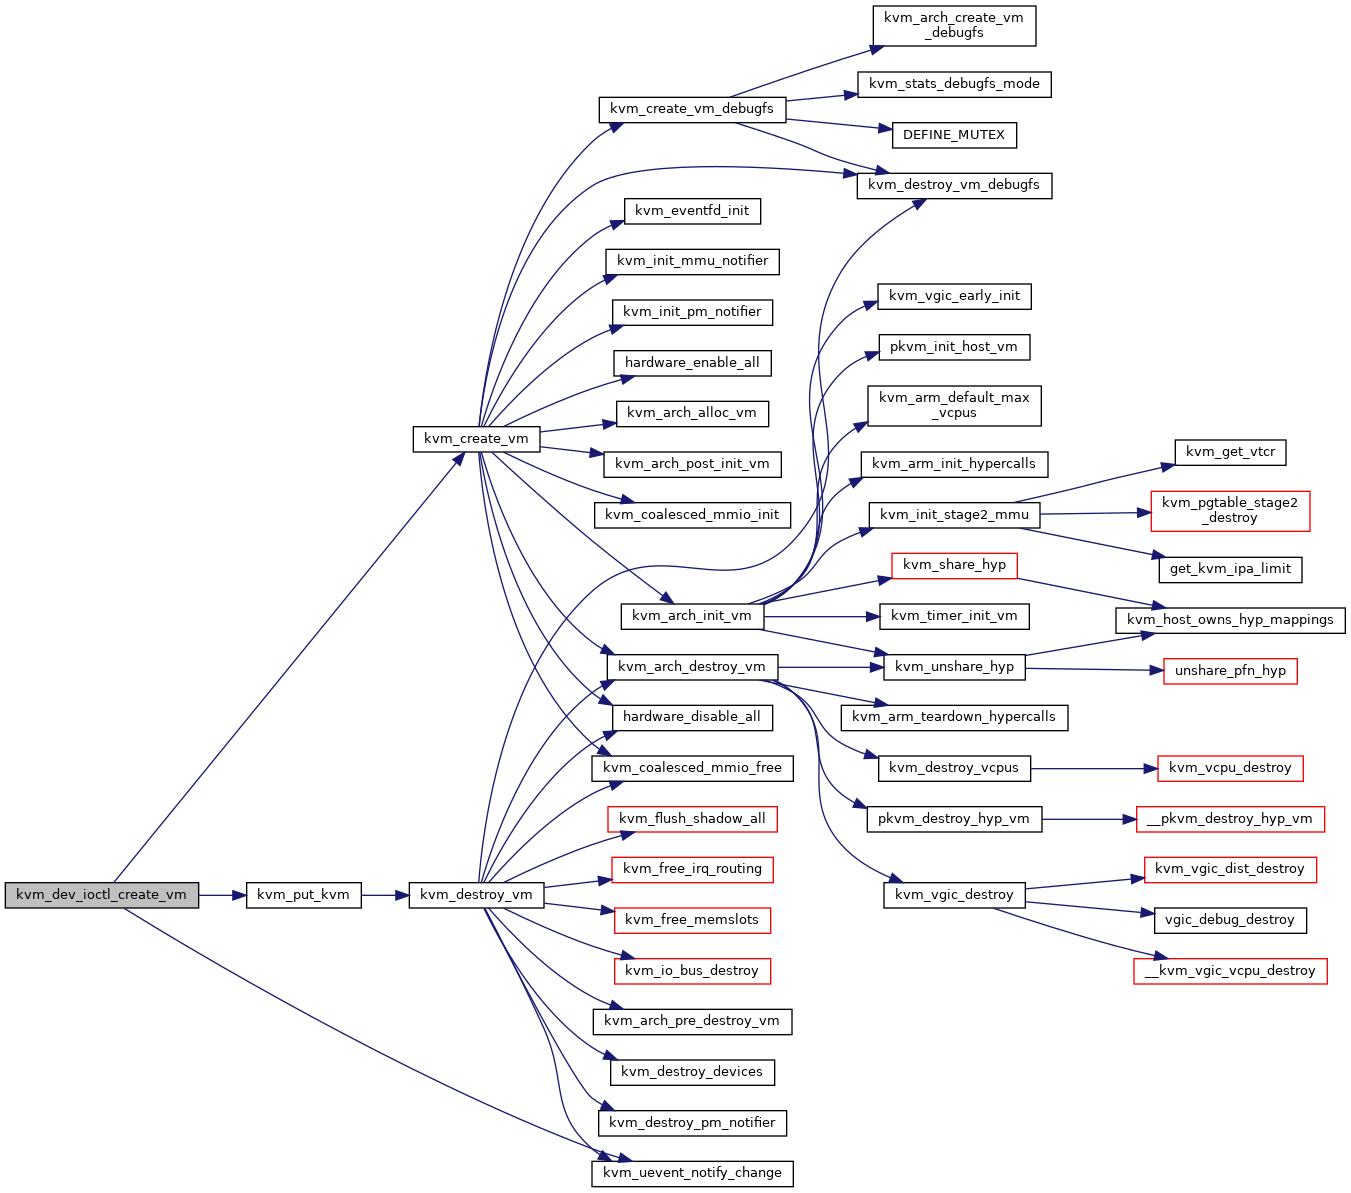 kvm_arch_create_vm
_debugfs
kvm_stats_debugfs_mode
kvm_create_vm_debugfs
DEFINE_MUTEX
kvm_destroy_vm_debugfs
kvm_eventfd_init
kvm_init_mmu_notifier
kvm_vgic_early_init
kvm_init_pm_notifier
pkvm_init_host_vm
hardware_enable_all
kvm_arm_default_max
_vcpus
kvm_arch_alloc_vm
kvm_create_vm
kvm_get_vtcr
kvm_arch_post_init_vm
kvm_arm_init_hypercalls
kvm_pgtable_stage2
_destroy
kvm_coalesced_mmio_init
kvm_init_stage2_mmu
kvm_share_hyp
get_kvm_ipa_limit
kvm_arch_init_vm
kvm_timer_init_vm
kvm_host_owns_hyp_mappings
kvm_arch_destroy_vm
kvm_unshare_hyp
unshare_pfn_hyp
hardware_disable_all
kvm_arm_teardown_hypercalls
kvm_coalesced_mmio_free
kvm_destroy_vcpus
kvm_vcpu_destroy
kvm_flush_shadow_all
pkvm_destroy_hyp_vm
__pkvm_destroy_hyp_vm
kvm_free_irq_routing
kvm_vgic_dist_destroy
kvm_dev_ioctl_create_vm
kvm_put_kvm
kvm_destroy_vm
kvm_vgic_destroy
kvm_free_memslots
vgic_debug_destroy
kvm_io_bus_destroy
__kvm_vgic_vcpu_destroy
kvm_arch_pre_destroy_vm
kvm_destroy_devices
kvm_destroy_pm_notifier
kvm_uevent_notify_change